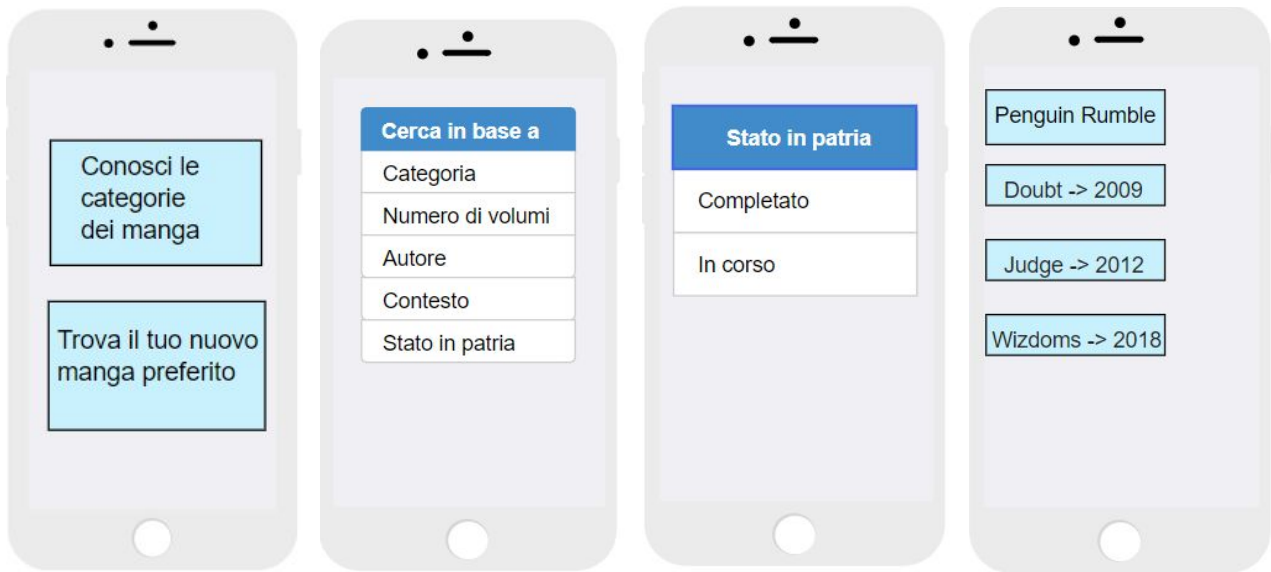 Conosci le
categorie
dei manga
Trova il tuo nuovo
manga preferito
Cerca in base a
Categoria
Numero di volumi
Autore
Contesto
Stato in patria
Stato in patria
Completato
In corso
Penguin Rumble
Doubt -> 2009
Judge -> 2012
Wizdoms -> 2018